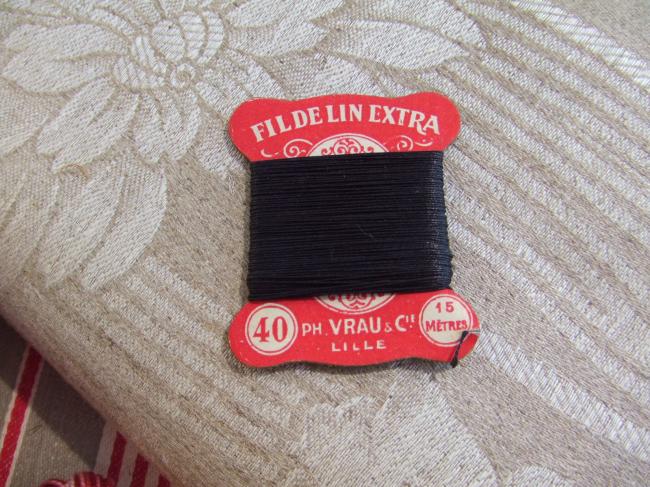 FIL DE LIN EXTRA
40
PH. VRAU & CIE
LILLE
15
MÈTRES